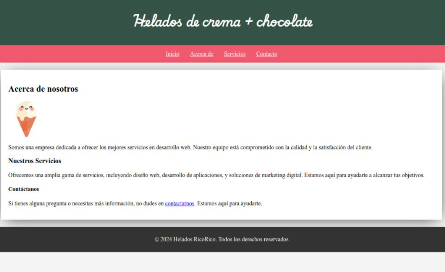 Helados de crema + chocolate
Inicio Acerca de Servicios Contacto
Acerca de nosotros
Somos una empresa dedicada a ofrecer los mejores servicios en desarrollo web. Nuestro equipo está comprometido con la calidad y la satisfacción del cliente.
Nuestros Servicios
Ofrecemos una amplia gama de servicios, incluyendo diseño web, desarrollo de aplicaciones, y soluciones de marketing digital. Estamos aquí para ayudarte a alcanzar tus objetivos.
Contáctanos
Si tienes alguna pregunta o necesitas más información, no dudes en contactarnos. Estamos aquí para ayudarte.
© 2024 Helados RicoRico. Todos los derechos reservados